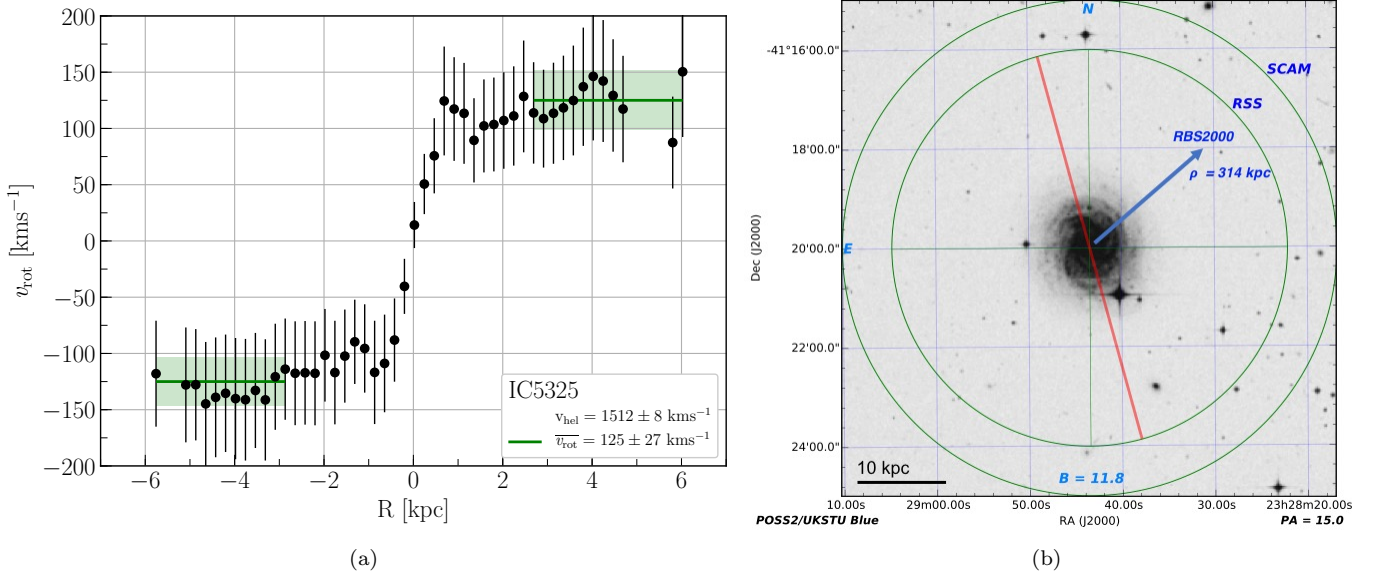 200
150
100
50
0
−50
−100
−150
−200
v_rot [kms⁻¹]
−6 −4 −2 0 2 4 6
R [kpc]
IC5325
v_hel = 1512 ± 8 kms⁻¹
v̅_rot = 125 ± 27 kms⁻¹
(a)
N
-41°16'00.0"
SCAM
RSS
RBS2000
18'00.0"
ρ = 314 kpc
Dec (J2000)
E
20'00.0"
22'00.0"
24'00.0"
10 kpc
B = 11.8
10.00s 29m00.00s 50.00s 40.00s 30.00s 23h28m20.00s
POSS2/UKSTU Blue RA (J2000) PA = 15.0
(b)